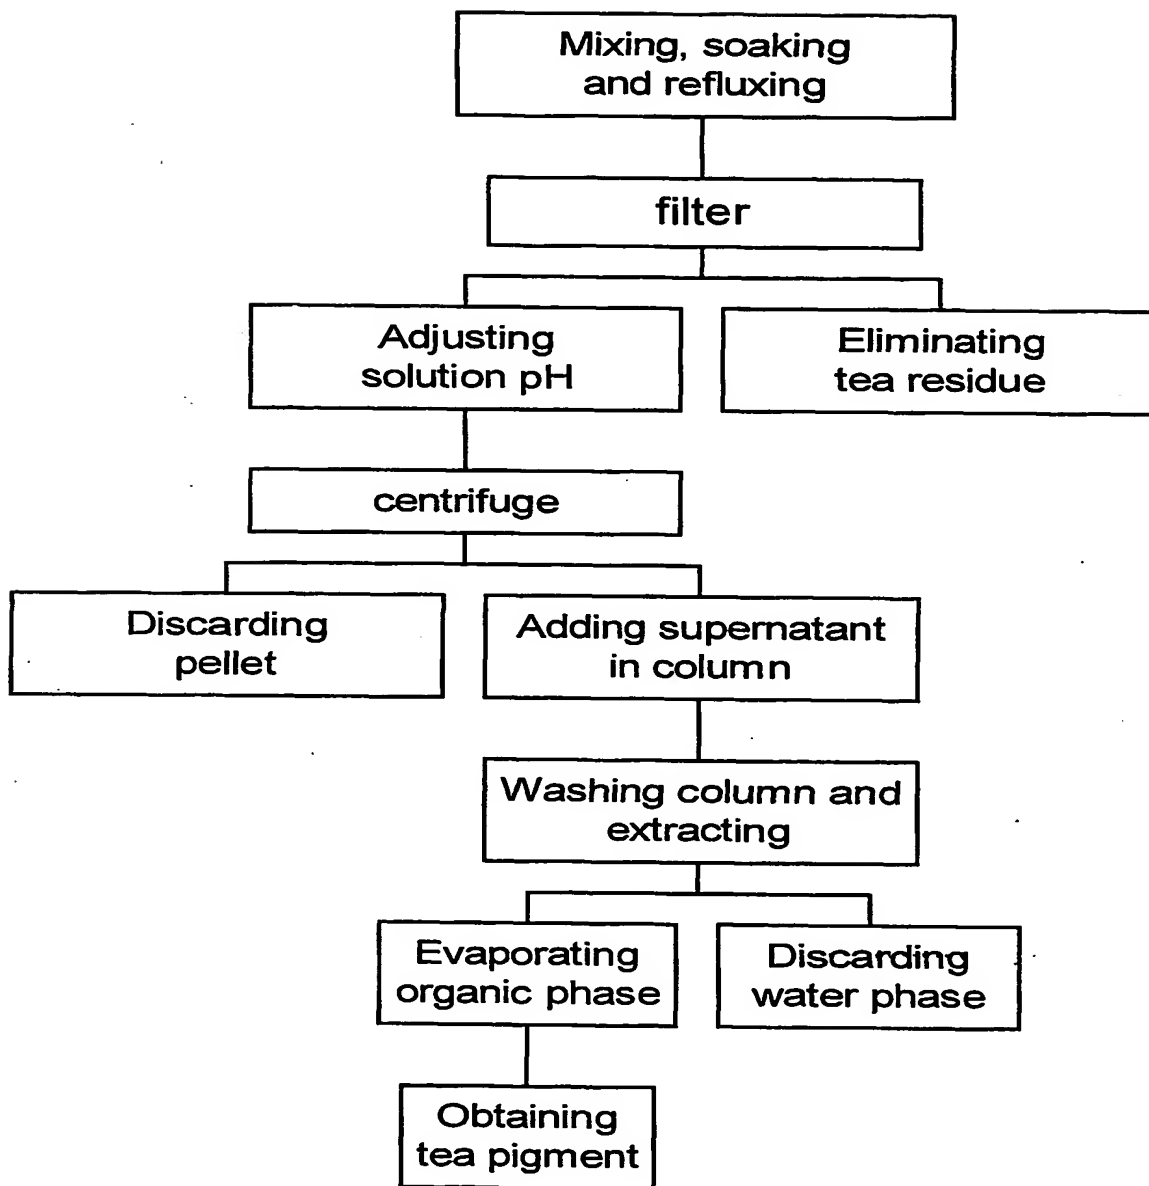 Mixing, soaking
and refluxing
filter
Adjusting
solution pH
Eliminating
tea residue
centrifuge
Discarding
pellet
Adding supernatant
in column
Washing column and
extracting
Evaporating
organic phase
Discarding
water phase
Obtaining
tea pigment